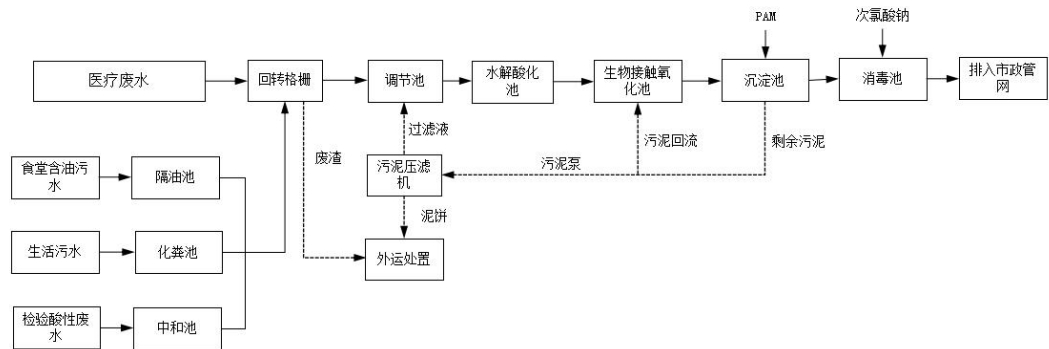 PAM
次氯酸钠
医疗废水
回转格栅
调节池
水解酸化
池
生物接触氧
化池
沉淀池
消毒池
排入市政管
网
过滤液
废渣
污泥回流
剩余污泥
食堂含油污
水
隔油池
污泥压滤
机
污泥泵
泥饼
生活污水
化粪池
外运处置
检验酸性废
水
中和池